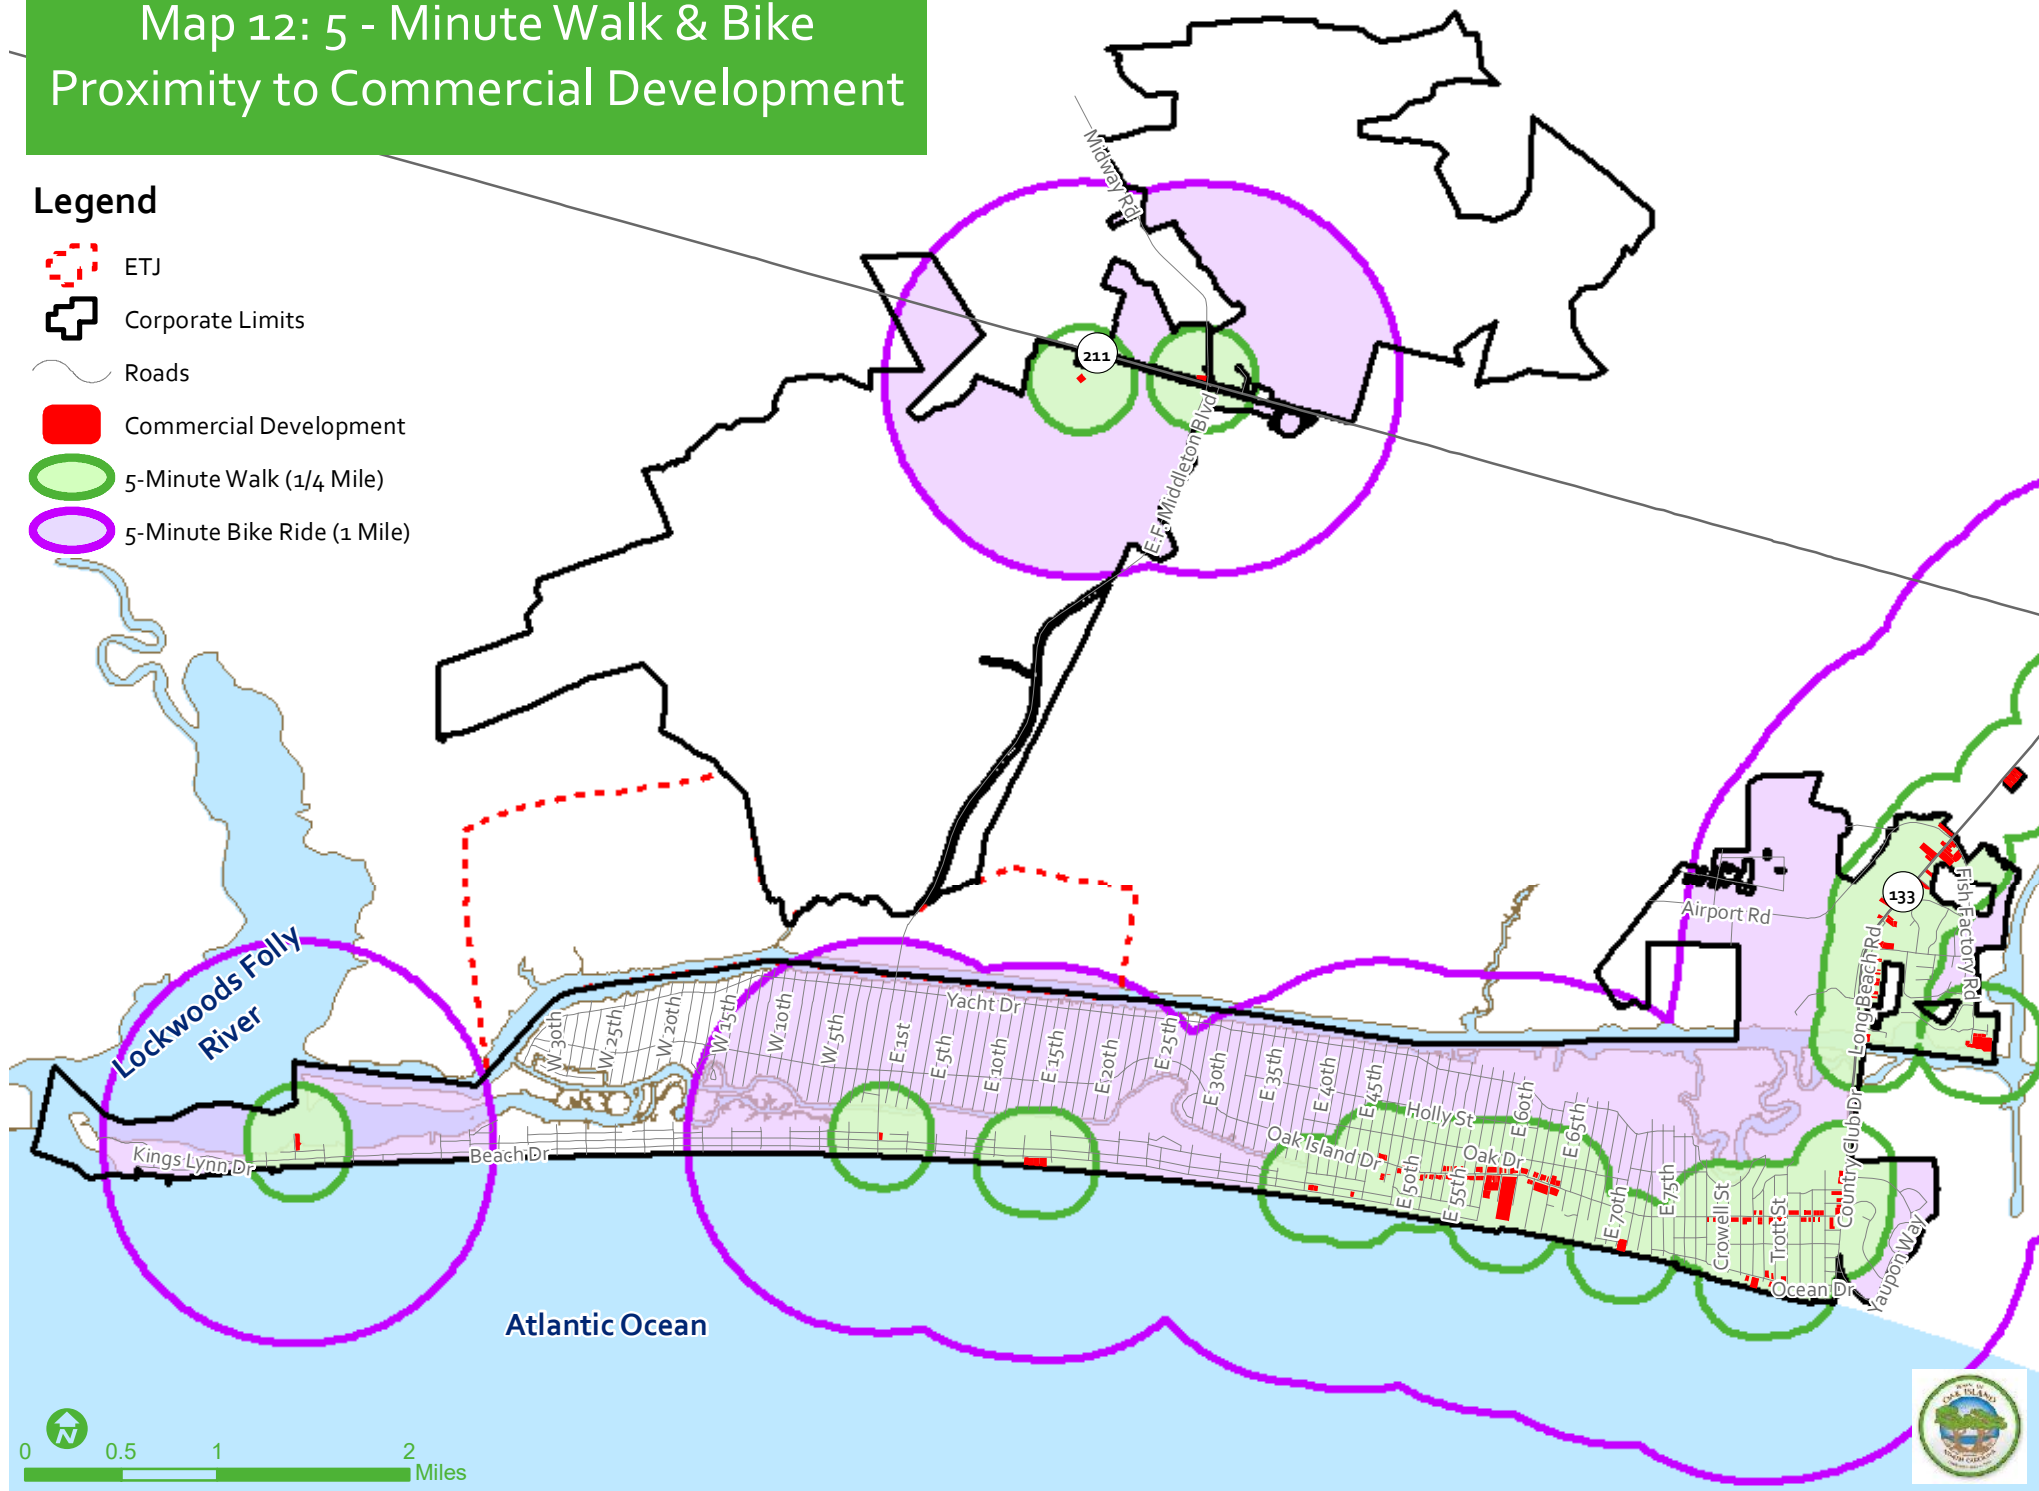 Map 12: 5 - Minute Walk & Bike
Proximity to Commercial Development
Legend
ETJ
Corporate Limits
Roads
Commercial Development
5-Minute Walk (1/4 Mile)
5-Minute Bike Ride (1 Mile)
Midway Rd
211
E.F. Middleton Blvd
Airport Rd
133
Fish Factory Rd
Long Beach Rd
Lockwoods Folly
River
Yacht Dr
W 30th
W 25th
W 20th
W 15th
W 10th
W 5th
E 1st
E 5th
E 10th
E 15th
E 20th
E 25th
E 30th
E 35th
E 40th
E 45th
Holly St
E 60th
E 65th
Oak Island Dr
Oak Dr
E 50th
E 55th
E 70th
E 75th
Crowell St
Trott St
Country Club Dr
Yaupon Way
Ocean Dr
Kings Lynn Dr
Beach Dr
Atlantic Ocean
N
0 0.5 1 2
Miles
OAK ISLAND